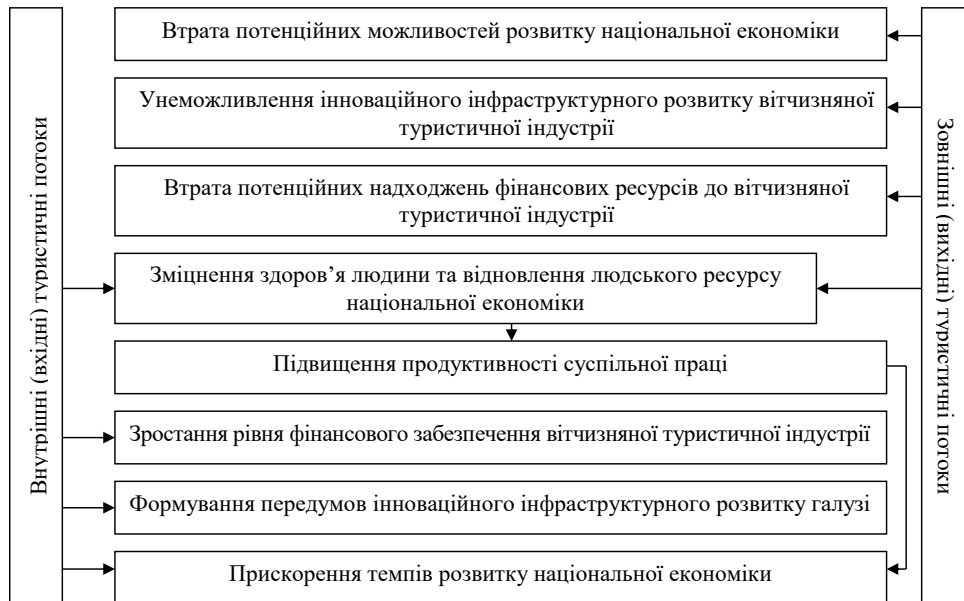 Внутрішні (вхідні) туристичні потоки
Втрата потенційних можливостей розвитку національної економіки
Унеможливлення інноваційного інфраструктурного розвитку вітчизняної
туристичної індустрії
Втрата потенційних надходжень фінансових ресурсів до вітчизняної
туристичної індустрії
Зміцнення здоров’я людини та відновлення людського ресурсу
національної економіки
Підвищення продуктивності суспільної праці
Зростання рівня фінансового забезпечення вітчизняної туристичної індустрії
Формування передумов інноваційного інфраструктурного розвитку галузі
Прискорення темпів розвитку національної економіки
Зовнішні (вихідні) туристичні потоки